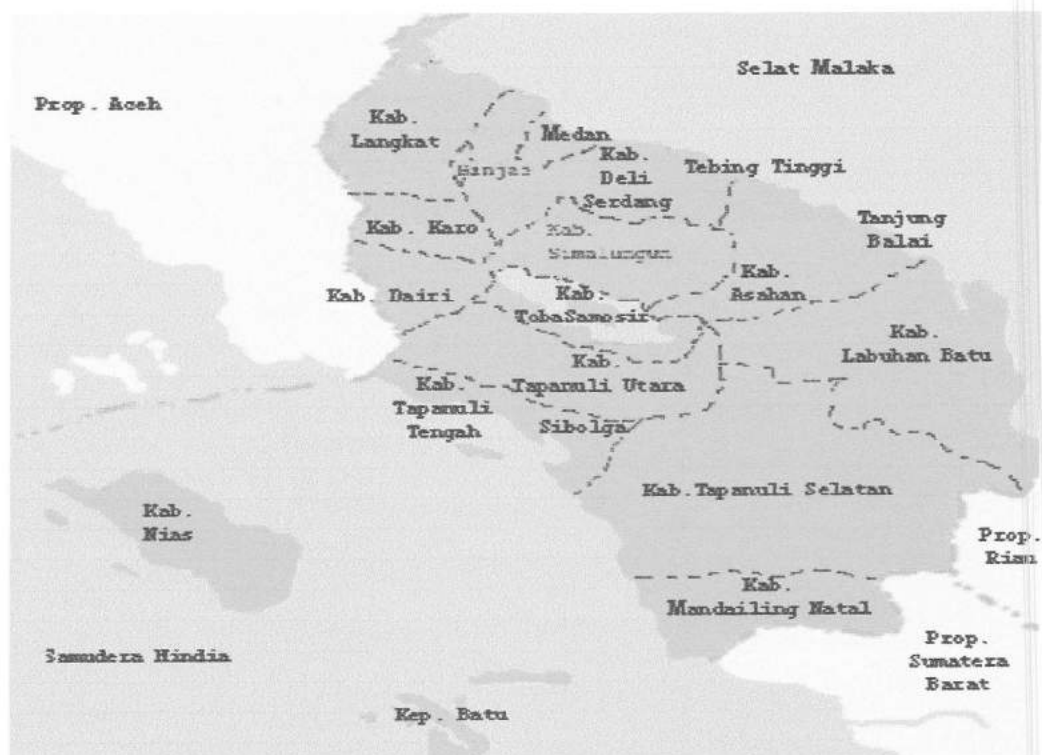 Selat Malaka
Prop. Aceh
Kab.
Langkat
Medan
Binjai
Kab.
Deli
Serdang
Tebing Tinggi
Tanjung
Balai
Kab. Karo
Kab.
Simalungun
Kab.
Asahan
Kab. Dairi
Kab.
TobaSamosir
Kab.
Labuhan Batu
Kab.
Tapanuli Utara
Kab.
Tapanuli
Tengah
Sibolga
Kab.Tapanuli Selatan
Kab.
Nias
Prop.
Riau
Kab.
Mandailing Natal
Prop.
Sumatera
Barat
Samudera Hindia
Kep. Batu